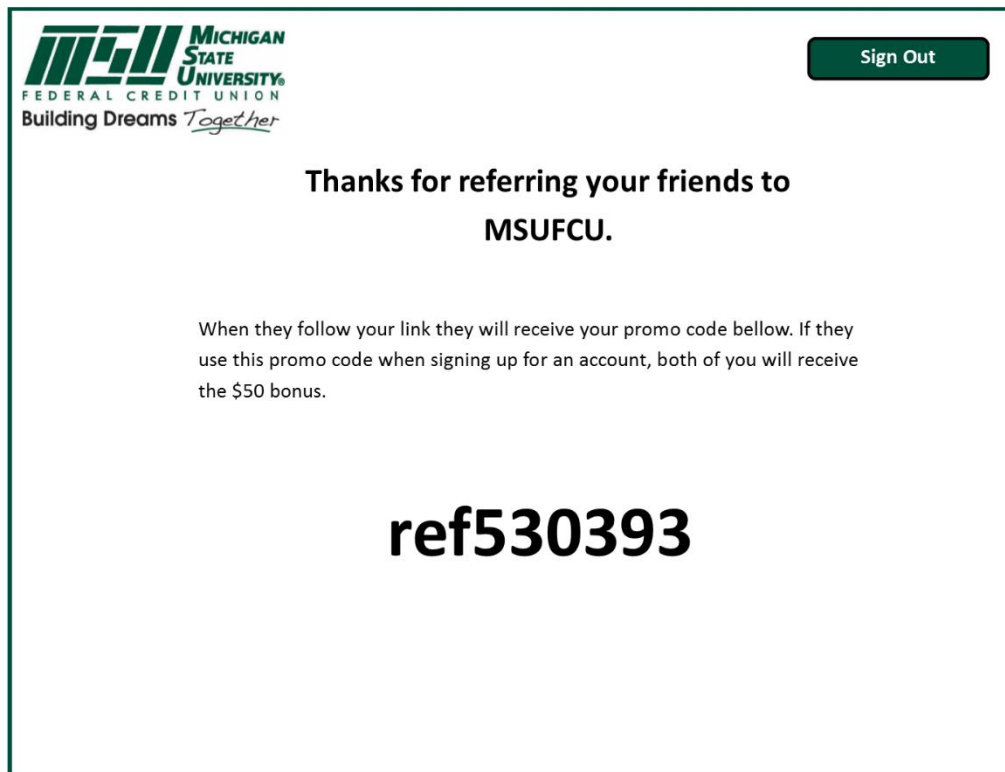 MSU MICHIGAN
STATE
UNIVERSITY®
FEDERAL CREDIT UNION
Building Dreams Together
Sign Out
Thanks for referring your friends to
MSUFCU.
When they follow your link they will receive your promo code bellow. If they
use this promo code when signing up for an account, both of you will receive
the $50 bonus.
ref530393